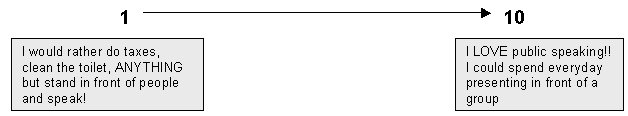 1 10
I would rather do taxes,
clean the toilet, ANYTHING
but stand in front of people
and speak!
I LOVE public speaking!!
I could spend everyday
presenting in front of a
group